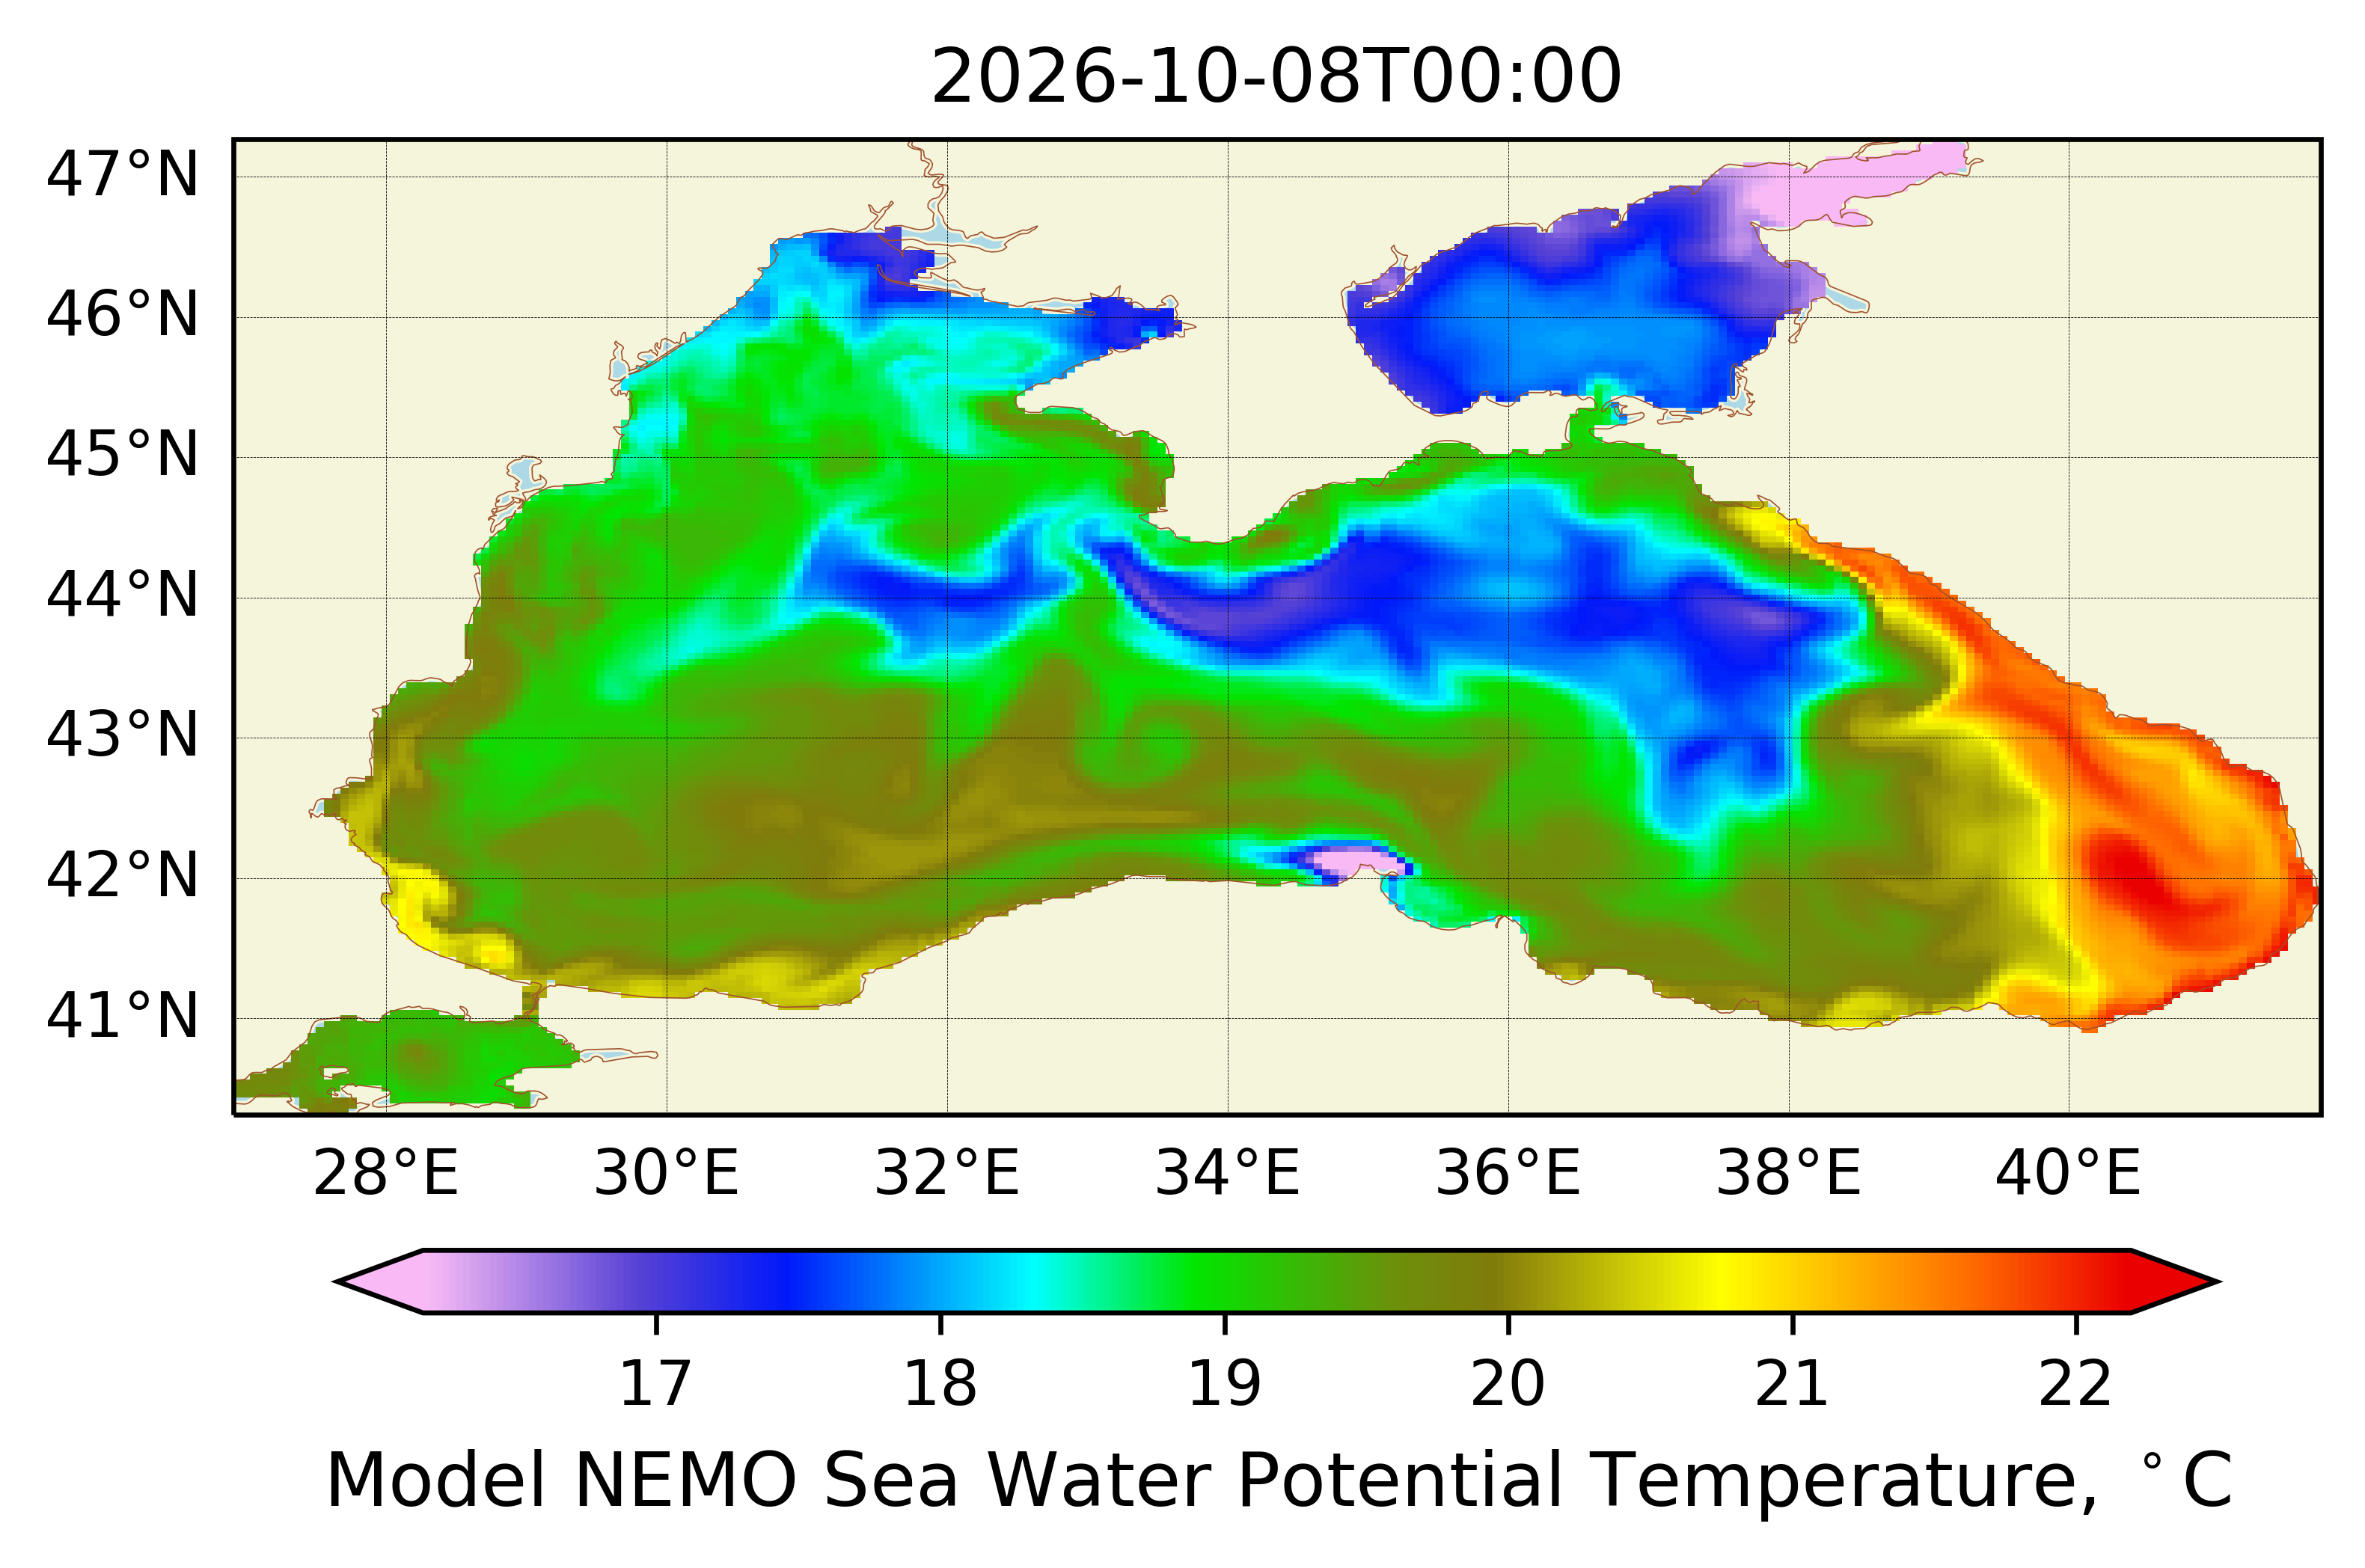 2026-10-08T00:00
47°N
46°N
45°N
44°N
43°N
42°N
41°N
28°E 30°E 32°E 34°E 36°E 38°E 40°E
17 18 19 20 21 22
Model NEMO Sea Water Potential Temperature, °C